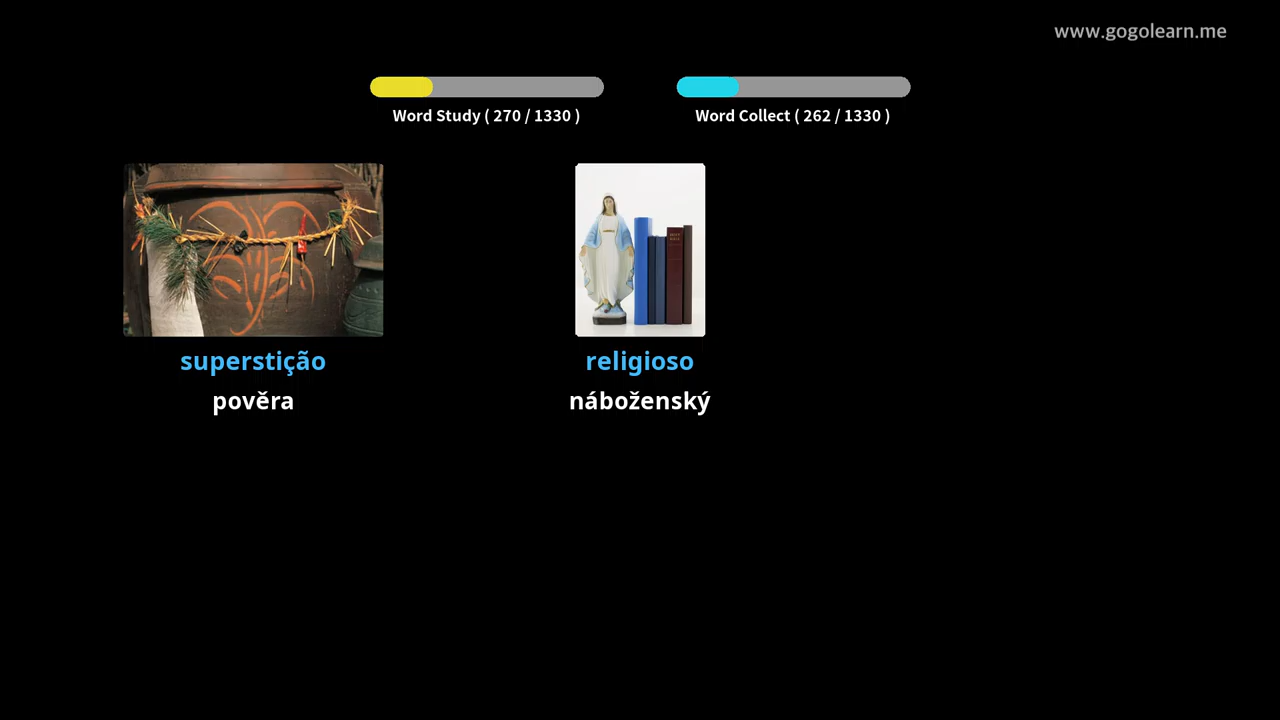 www.gogolearn.me
Word Study ( 270 / 1330 )
Word Collect ( 262 / 1330 )
superstição
pověra
religioso
náboženský